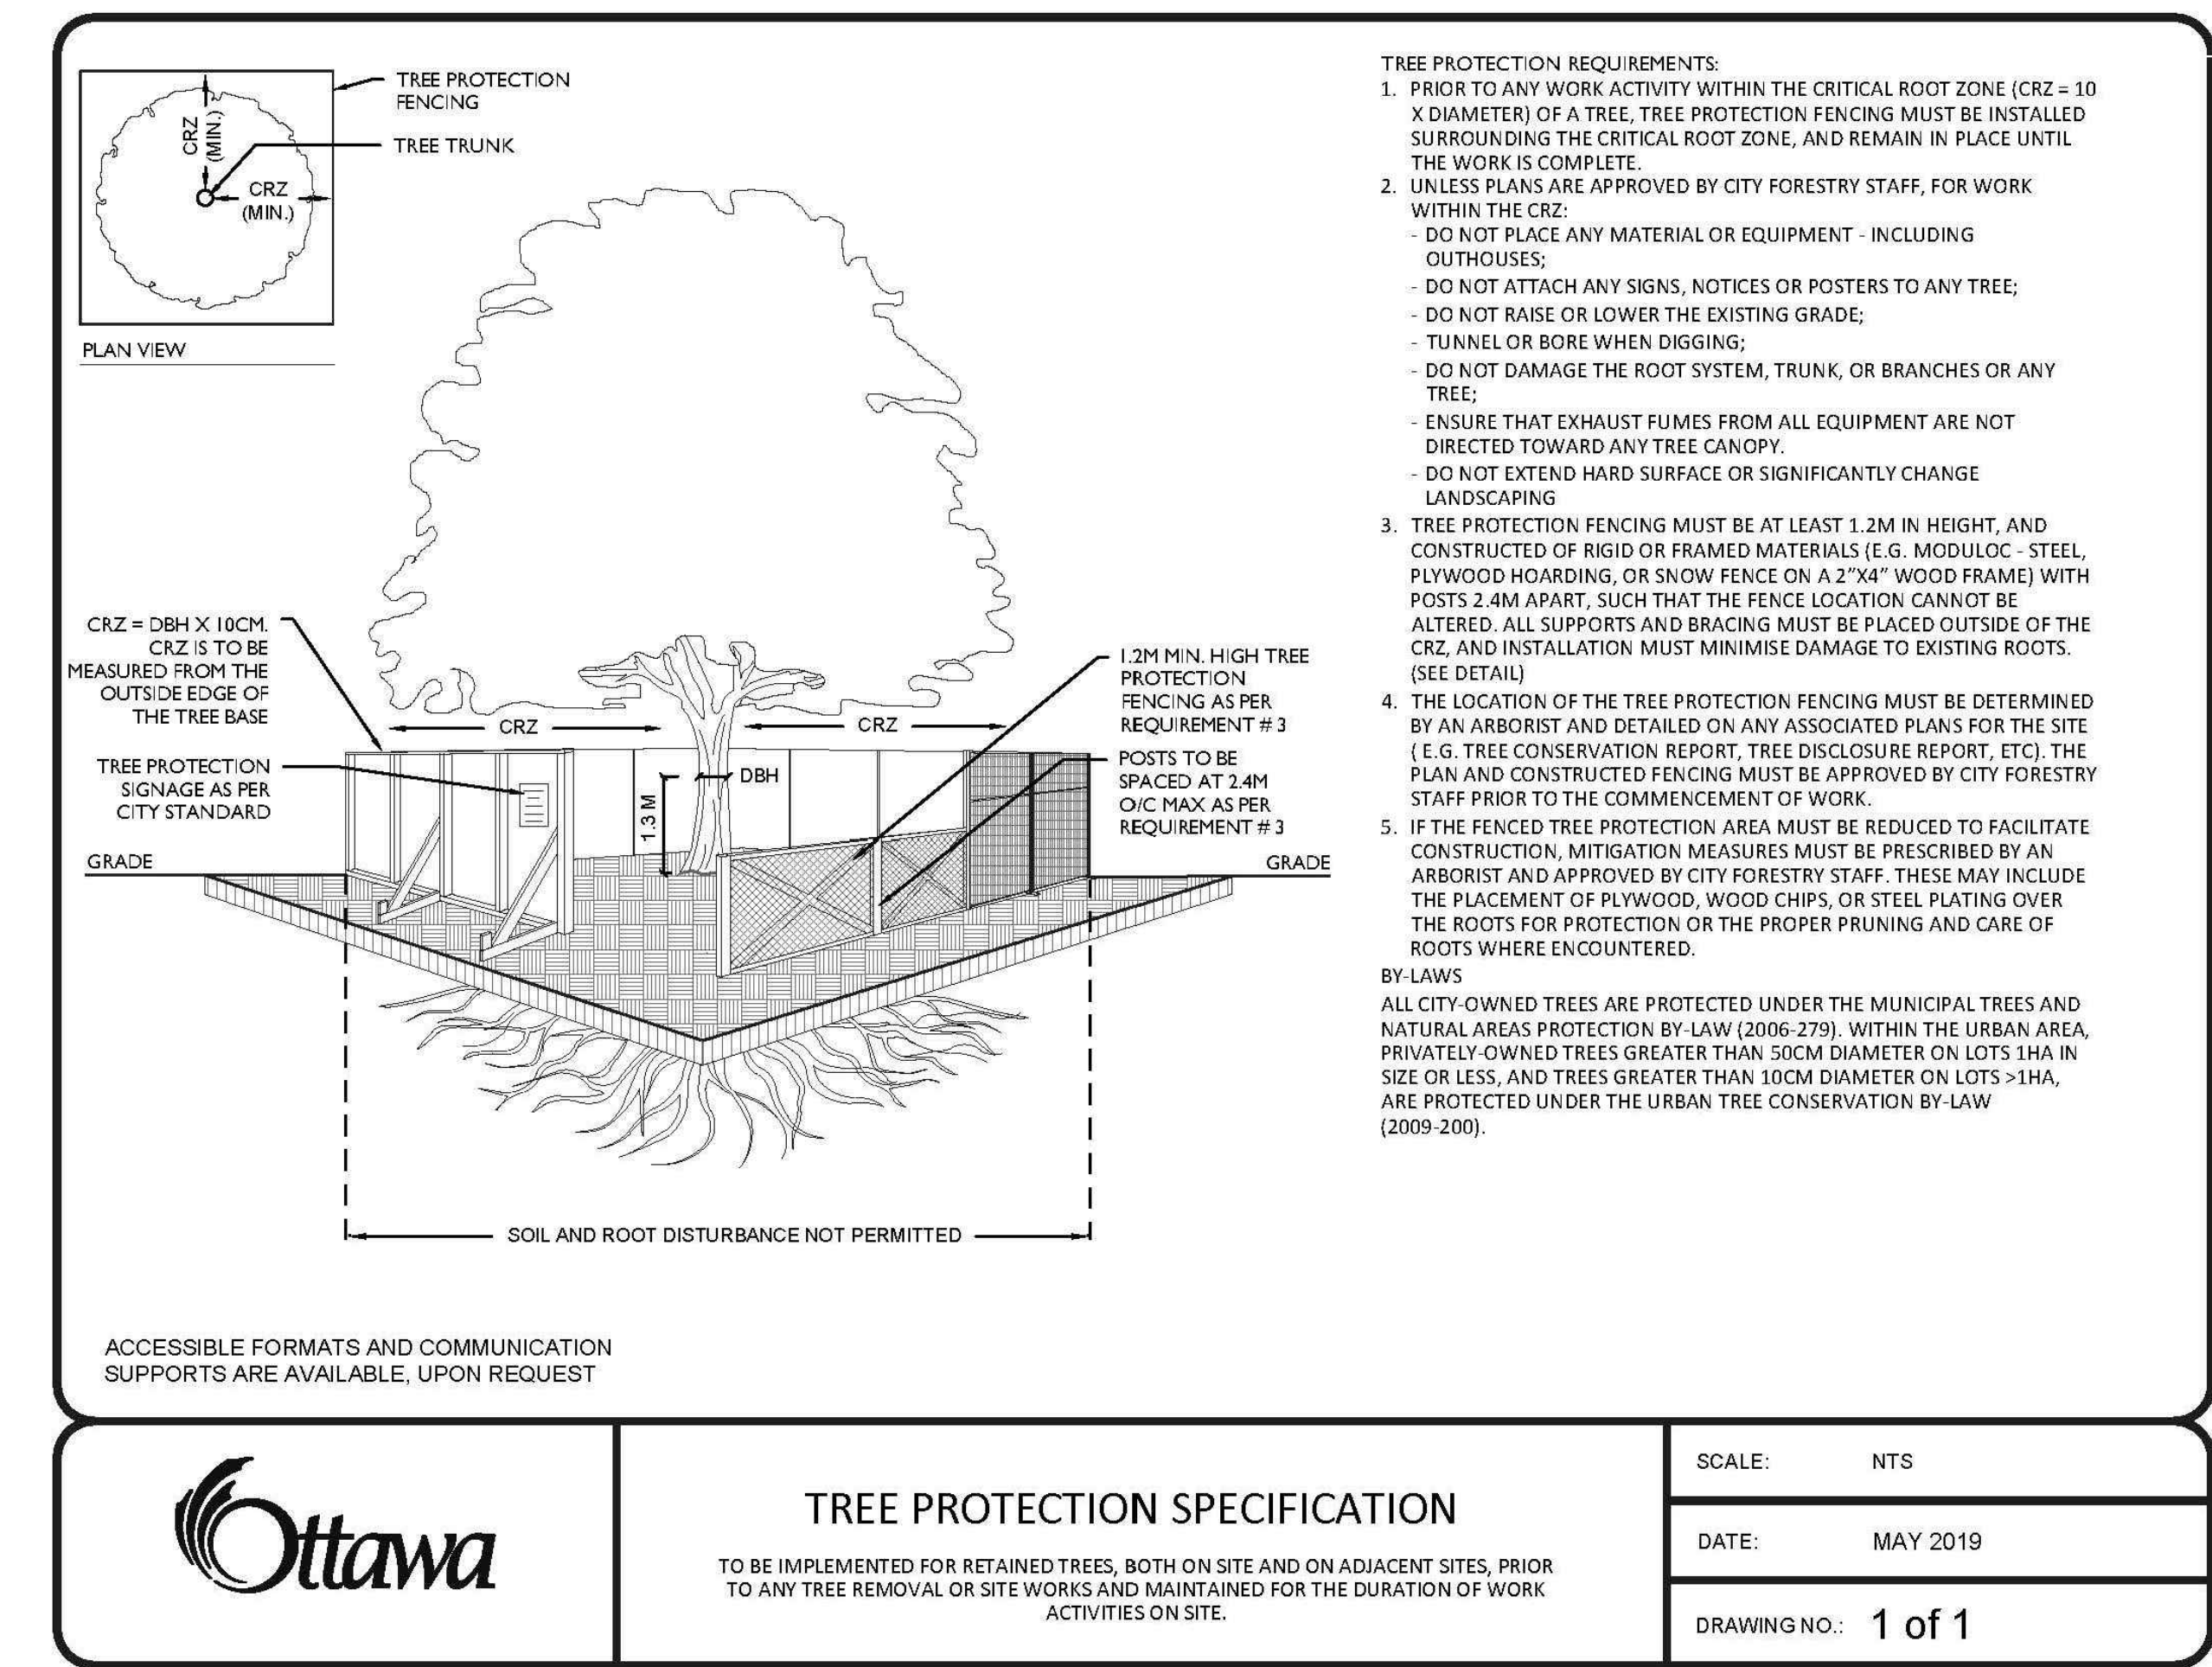 TREE PROTECTION
FENCING
TREE TRUNK
CRZ
(MIN.)
CRZ
(MIN.)
PLAN VIEW
CRZ = DBH X 10CM.
CRZ IS TO BE
MEASURED FROM THE
OUTSIDE EDGE OF
THE TREE BASE
TREE PROTECTION
SIGNAGE AS PER
CITY STANDARD
GRADE
CRZ
CRZ
DBH
1.3 M
1.2M MIN. HIGH TREE
PROTECTION
FENCING AS PER
REQUIREMENT # 3
POSTS TO BE
SPACED AT 2.4M
O/C MAX AS PER
REQUIREMENT # 3
GRADE
SOIL AND ROOT DISTURBANCE NOT PERMITTED
TREE PROTECTION REQUIREMENTS:
1. PRIOR TO ANY WORK ACTIVITY WITHIN THE CRITICAL ROOT ZONE (CRZ = 10
X DIAMETER) OF A TREE, TREE PROTECTION FENCING MUST BE INSTALLED
SURROUNDING THE CRITICAL ROOT ZONE, AND REMAIN IN PLACE UNTIL
THE WORK IS COMPLETE.
2. UNLESS PLANS ARE APPROVED BY CITY FORESTRY STAFF, FOR WORK
WITHIN THE CRZ:
- DO NOT PLACE ANY MATERIAL OR EQUIPMENT - INCLUDING
OUTHOUSES;
- DO NOT ATTACH ANY SIGNS, NOTICES OR POSTERS TO ANY TREE;
- DO NOT RAISE OR LOWER THE EXISTING GRADE;
- TUNNEL OR BORE WHEN DIGGING;
- DO NOT DAMAGE THE ROOT SYSTEM, TRUNK, OR BRANCHES OR ANY
TREE;
- ENSURE THAT EXHAUST FUMES FROM ALL EQUIPMENT ARE NOT
DIRECTED TOWARD ANY TREE CANOPY.
- DO NOT EXTEND HARD SURFACE OR SIGNIFICANTLY CHANGE
LANDSCAPING
3. TREE PROTECTION FENCING MUST BE AT LEAST 1.2M IN HEIGHT, AND
CONSTRUCTED OF RIGID OR FRAMED MATERIALS (E.G. MODULOC - STEEL,
PLYWOOD HOARDING, OR SNOW FENCE ON A 2"X4" WOOD FRAME) WITH
POSTS 2.4M APART, SUCH THAT THE FENCE LOCATION CANNOT BE
ALTERED. ALL SUPPORTS AND BRACING MUST BE PLACED OUTSIDE OF THE
CRZ, AND INSTALLATION MUST MINIMISE DAMAGE TO EXISTING ROOTS.
(SEE DETAIL)
4. THE LOCATION OF THE TREE PROTECTION FENCING MUST BE DETERMINED
BY AN ARBORIST AND DETAILED ON ANY ASSOCIATED PLANS FOR THE SITE
( E.G. TREE CONSERVATION REPORT, TREE DISCLOSURE REPORT, ETC). THE
PLAN AND CONSTRUCTED FENCING MUST BE APPROVED BY CITY FORESTRY
STAFF PRIOR TO THE COMMENCEMENT OF WORK.
5. IF THE FENCED TREE PROTECTION AREA MUST BE REDUCED TO FACILITATE
CONSTRUCTION, MITIGATION MEASURES MUST BE PRESCRIBED BY AN
ARBORIST AND APPROVED BY CITY FORESTRY STAFF. THESE MAY INCLUDE
THE PLACEMENT OF PLYWOOD, WOOD CHIPS, OR STEEL PLATING OVER
THE ROOTS FOR PROTECTION OR THE PROPER PRUNING AND CARE OF
ROOTS WHERE ENCOUNTERED.
BY-LAWS
ALL CITY-OWNED TREES ARE PROTECTED UNDER THE MUNICIPAL TREES AND
NATURAL AREAS PROTECTION BY-LAW (2006-279). WITHIN THE URBAN AREA,
PRIVATELY-OWNED TREES GREATER THAN 50CM DIAMETER ON LOTS 1HA IN
SIZE OR LESS, AND TREES GREATER THAN 10CM DIAMETER ON LOTS >1HA,
ARE PROTECTED UNDER THE URBAN TREE CONSERVATION BY-LAW
(2009-200).
ACCESSIBLE FORMATS AND COMMUNICATION
SUPPORTS ARE AVAILABLE, UPON REQUEST
Ottawa
TREE PROTECTION SPECIFICATION
TO BE IMPLEMENTED FOR RETAINED TREES, BOTH ON SITE AND ON ADJACENT SITES, PRIOR
TO ANY TREE REMOVAL OR SITE WORKS AND MAINTAINED FOR THE DURATION OF WORK
ACTIVITIES ON SITE.
SCALE: NTS
DATE: MAY 2019
DRAWING NO.: 1 of 1